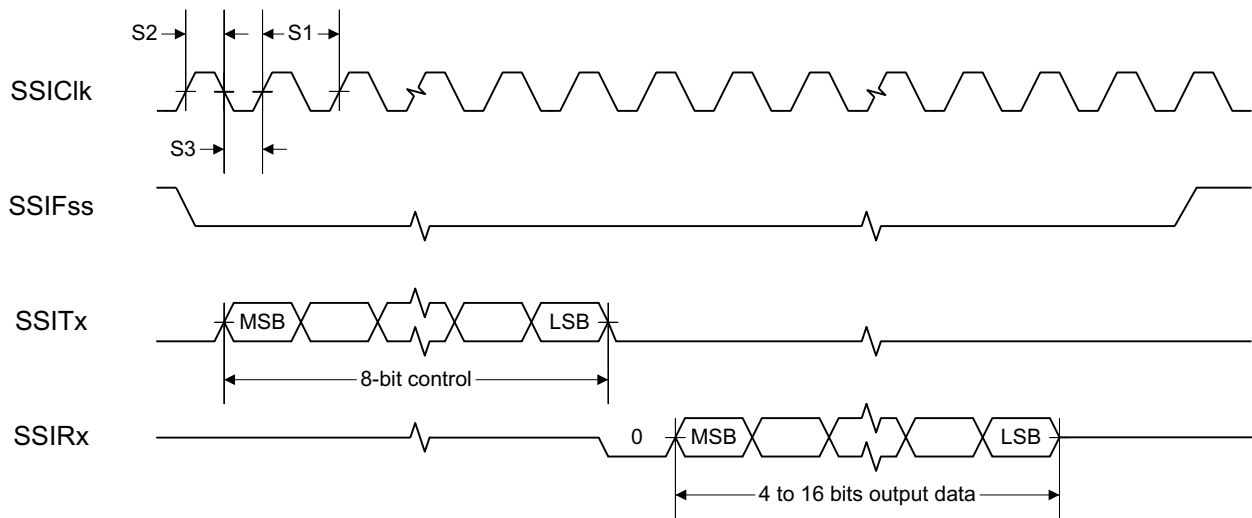 S2
S1
SSIClk
S3
SSIFss
SSITx
MSB
LSB
8-bit control
SSIRx
0
MSB
LSB
4 to 16 bits output data